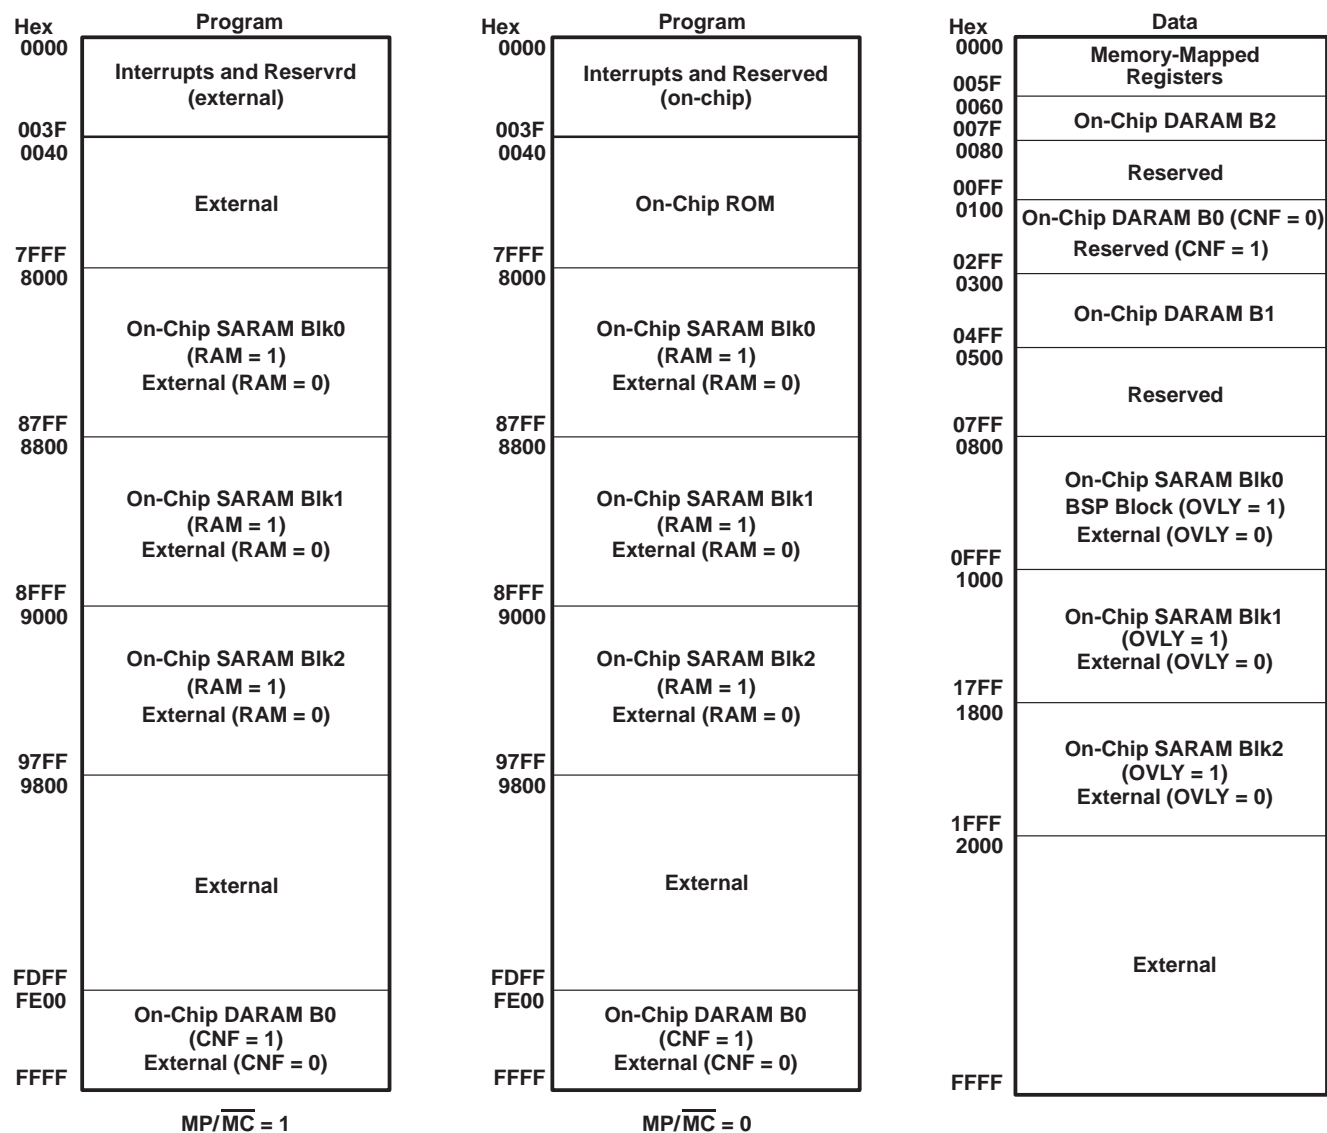 Hex
Program
0000
Interrupts and Reservrd
(external)
003F
0040
External
7FFF
8000
On-Chip SARAM Blk0
(RAM = 1)
External (RAM = 0)
87FF
8800
On-Chip SARAM Blk1
(RAM = 1)
External (RAM = 0)
8FFF
9000
On-Chip SARAM Blk2
(RAM = 1)
External (RAM = 0)
97FF
9800
External
FDFF
FE00
On-Chip DARAM B0
(CNF = 1)
External (CNF = 0)
FFFF
MP/M̅C̅ = 1
Hex
Program
0000
Interrupts and Reserved
(on-chip)
003F
0040
On-Chip ROM
7FFF
8000
On-Chip SARAM Blk0
(RAM = 1)
External (RAM = 0)
87FF
8800
On-Chip SARAM Blk1
(RAM = 1)
External (RAM = 0)
8FFF
9000
On-Chip SARAM Blk2
(RAM = 1)
External (RAM = 0)
97FF
9800
External
FDFF
FE00
On-Chip DARAM B0
(CNF = 1)
External (CNF = 0)
FFFF
MP/M̅C̅ = 0
Hex
Data
0000
Memory-Mapped
Registers
005F
0060
On-Chip DARAM B2
007F
0080
Reserved
00FF
0100
On-Chip DARAM B0 (CNF = 0)
Reserved (CNF = 1)
02FF
0300
On-Chip DARAM B1
04FF
0500
Reserved
07FF
0800
On-Chip SARAM Blk0
BSP Block (OVLY = 1)
External (OVLY = 0)
0FFF
1000
On-Chip SARAM Blk1
(OVLY = 1)
External (OVLY = 0)
17FF
1800
On-Chip SARAM Blk2
(OVLY = 1)
External (OVLY = 0)
1FFF
2000
External
FFFF